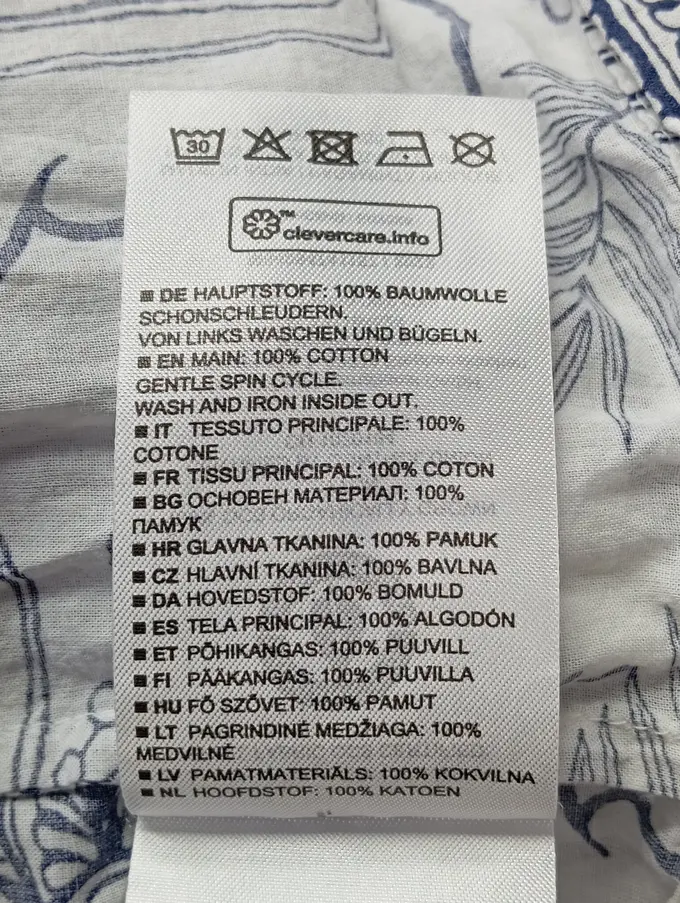 30
™
clevercare.info
DE HAUPTSTOFF: 100% BAUMWOLLE
SCHONSCHLEUDERN.
VON LINKS WASCHEN UND BÜGELN.
EN MAIN: 100% COTTON
GENTLE SPIN CYCLE.
WASH AND IRON INSIDE OUT.
IT TESSUTO PRINCIPALE: 100%
COTONE
FR TISSU PRINCIPAL: 100% COTON
BG ОСНОВЕН МАТЕРИАЛ: 100%
ПАМУК
HR GLAVNA TKANINA: 100% PAMUK
CZ HLAVNÍ TKANINA: 100% BAVLNA
DA HOVEDSTOF: 100% BOMULD
ES TELA PRINCIPAL: 100% ALGODÓN
ET PÕHIKANGAS: 100% PUUVILL
FI PÄÄKANGAS: 100% PUUVILLA
HU FŐ SZÖVET: 100% PAMUT
LT PAGRINDINĖ MEDŽIAGA: 100%
MEDVILNĖ
LV PAMATMATERIĀLS: 100% KOKVILNA
NL HOOFDSTOF: 100% KATOEN